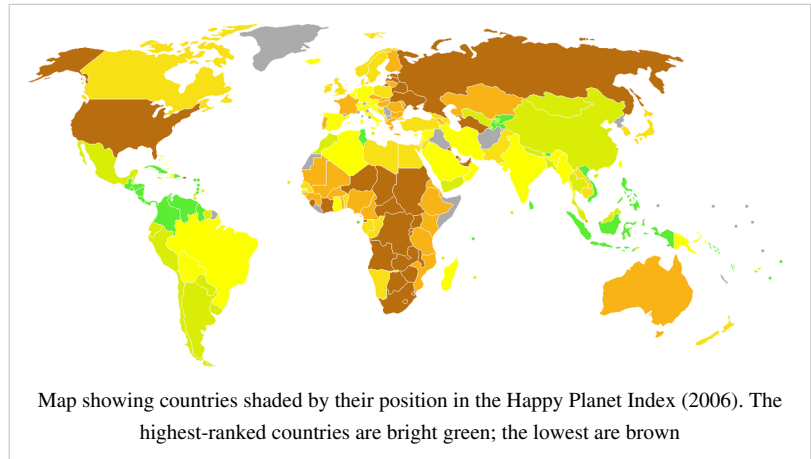 Map showing countries shaded by their position in the Happy Planet Index (2006). The
highest-ranked countries are bright green; the lowest are brown